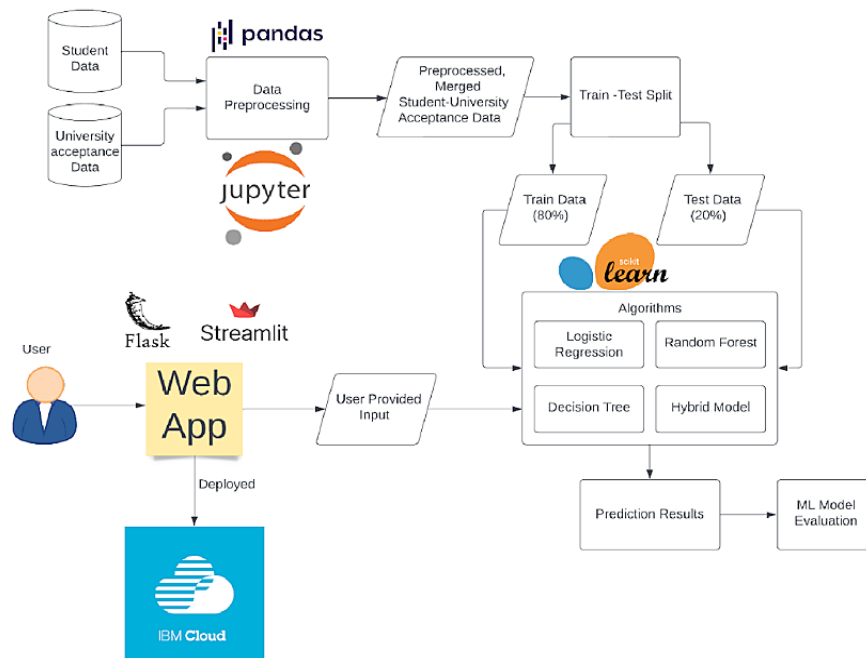 Student
Data
pandas
Data
Preprocessing
Preprocessed,
Merged
Student-University
Acceptance Data
Train -Test Split
University
acceptance
Data
jupyter
Train Data
(80%)
Test Data
(20%)
scikit
learn
Algorithms
Logistic
Regression
Random Forest
Decision Tree
Hybrid Model
Flask
Streamlit
User
Web
App
User Provided
Input
Deployed
IBM Cloud
Prediction Results
ML Model
Evaluation